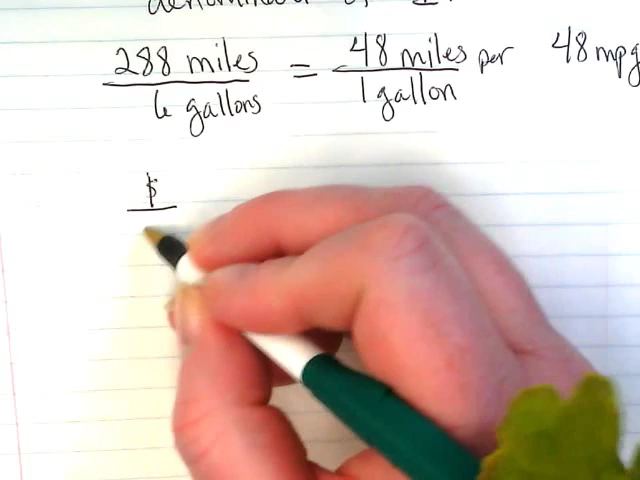 288 miles = 48 miles per 48 mpg
6 gallons 1 gallon
$